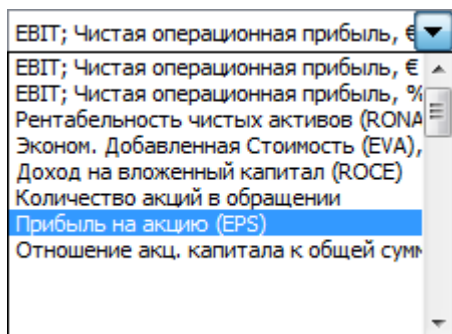 EBIT; Чистая операционная прибыль, €
EBIT; Чистая операционная прибыль, €
EBIT; Чистая операционная прибыль, %
Рентабельность чистых активов (RONA
Эконом. Добавленная Стоимость (EVA),
Доход на вложенный капитал (ROCE)
Количество акций в обращении
Прибыль на акцию (EPS)
Отношение акц. капитала к общей